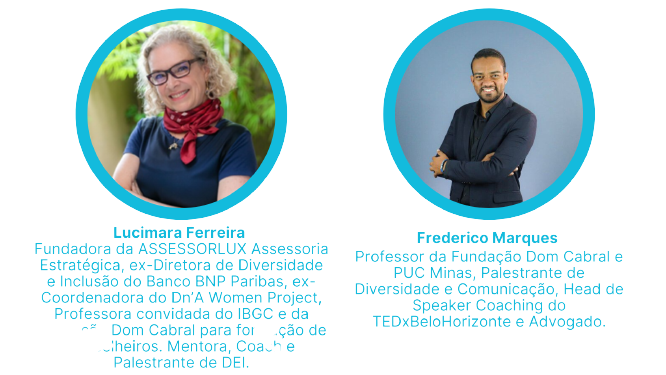 Lucimara Ferreira
Fundadora da ASSESSORLUX Assessoria
Estratégica, ex-Diretora de Diversidade
e Inclusão do Banco BNP Paribas, ex-
Coordenadora do Dn'A Women Project,
Professora convidada do IBGC e da
Dom Cabral para de
Mentora, Coach e
Palestrante de DEI.
Frederico Marques
Professor da Fundação Dom Cabral e
PUC Minas, Palestrante de
Diversidade e Comunicação, Head de
Speaker Coaching do
TEDxBeloHorizonte e Advogado.